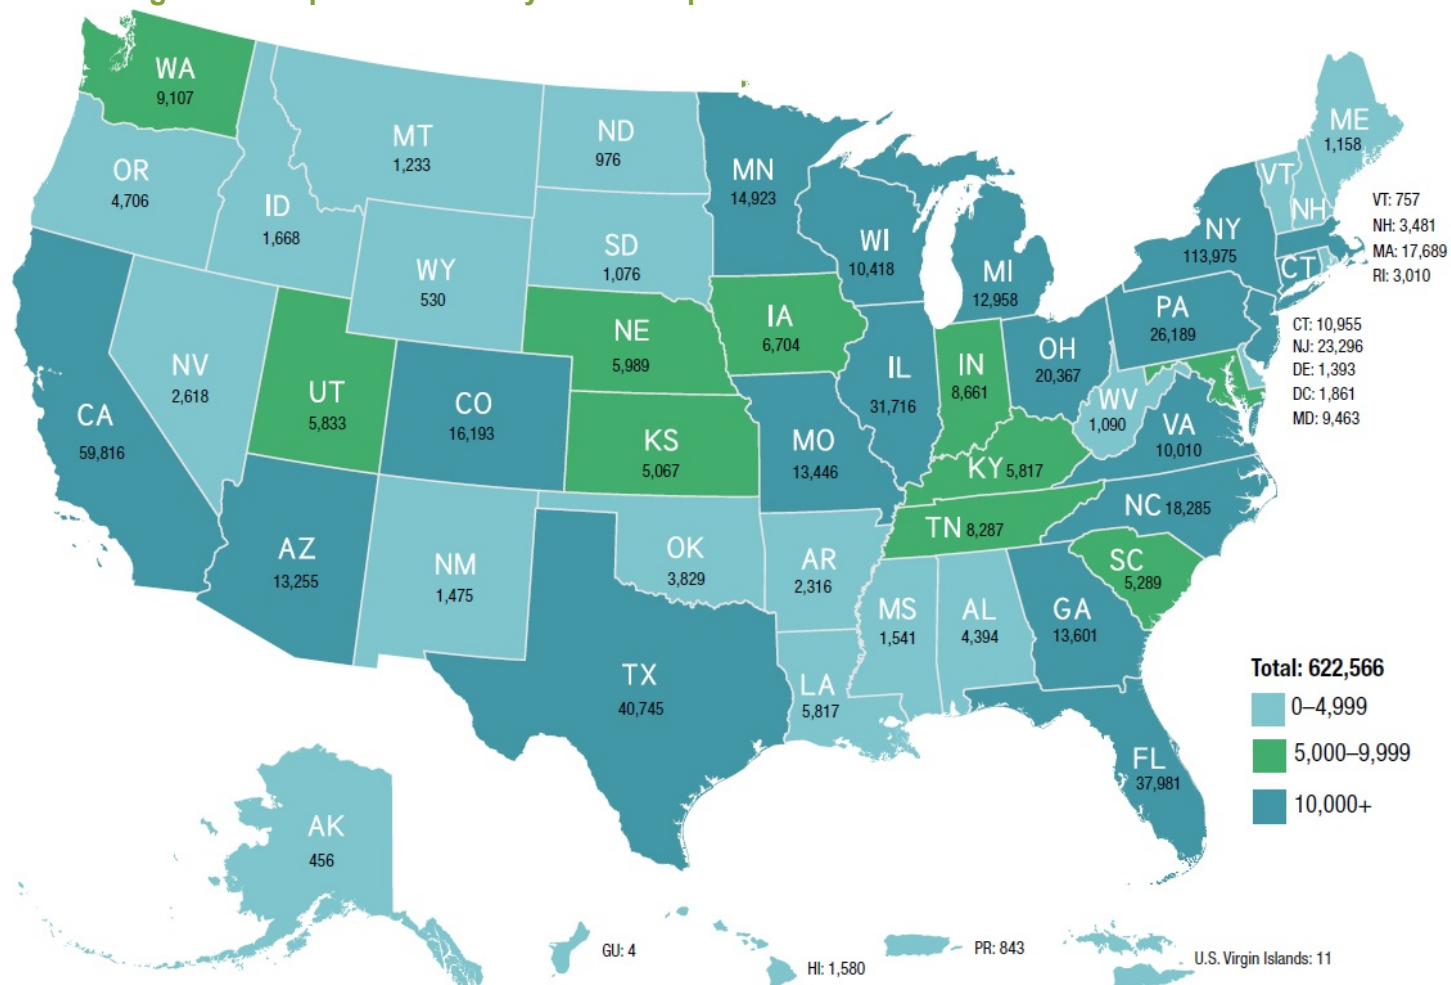 WA
9,107
OR
4,706
ID
1,668
MT
1,233
ND
976
MN
14,923
SD
1,076
WY
530
WI
10,418
MI
12,958
NY
113,975
VT
NH
ME
1,158
VT: 757
NH: 3,481
MA: 17,689
RI: 3,010
CT
PA
26,189
CT: 10,955
NJ: 23,296
DE: 1,393
DC: 1,861
MD: 9,463
CA
59,816
NV
2,618
UT
5,833
CO
16,193
NE
5,989
IA
6,704
KS
5,067
MO
13,446
IL
31,716
IN
8,661
OH
20,367
WV
1,090
VA
10,010
KY 5,817
NC 18,285
TN 8,287
SC
5,289
AZ
13,255
NM
1,475
OK
3,829
AR
2,316
MS
1,541
AL
4,394
GA
13,601
TX
40,745
LA
5,817
FL
37,981
Total: 622,566
0–4,999
5,000–9,999
10,000+
AK
456
GU: 4
HI: 1,580
PR: 843
U.S. Virgin Islands: 11